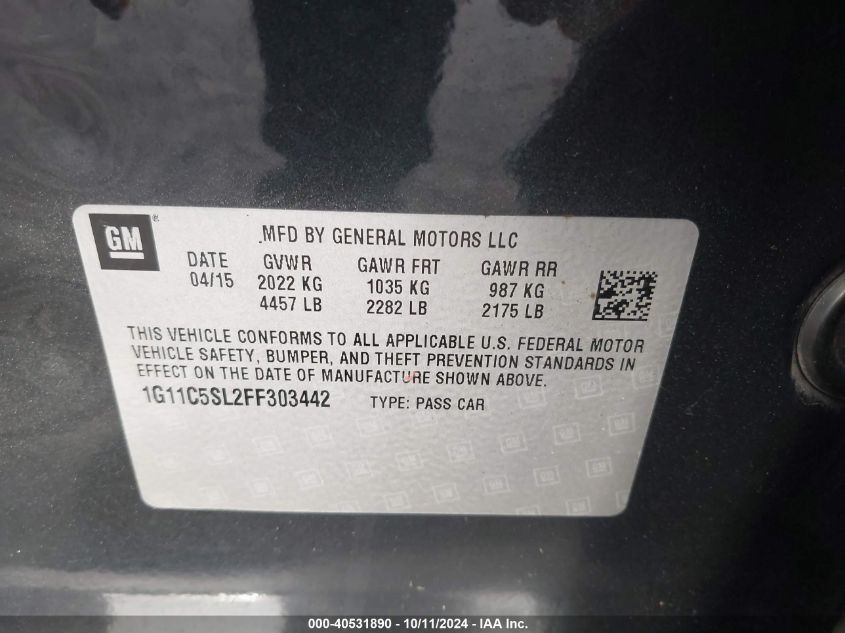 GM ®
.MFD BY GENERAL MOTORS LLC
DATE GVWR GAWR FRT GAWR RR
04/15 2022 KG 1035 KG 987 KG
4457 LB 2282 LB 2175 LB
THIS VEHICLE CONFORMS TO ALL APPLICABLE U.S. FEDERAL MOTOR
VEHICLE SAFETY, BUMPER, AND THEFT PREVENTION STANDARDS IN
EFFECT ON THE DATE OF MANUFACTURE SHOWN ABOVE.
1G11C5SL2FF303442 TYPE: PASS CAR
000-40531890 - 10/11/2024 - IAA Inc.